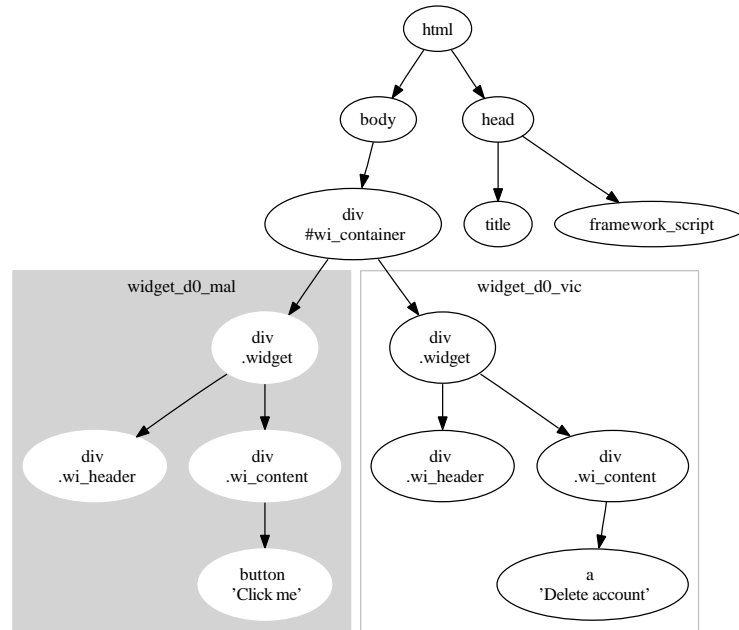 html
body
head
div
#wi_container
title
framework_script
widget_d0_mal
widget_d0_vic
div
.widget
div
.widget
div
.wi_header
div
.wi_content
div
.wi_header
div
.wi_content
button
'Click me’
a
'Delete account’